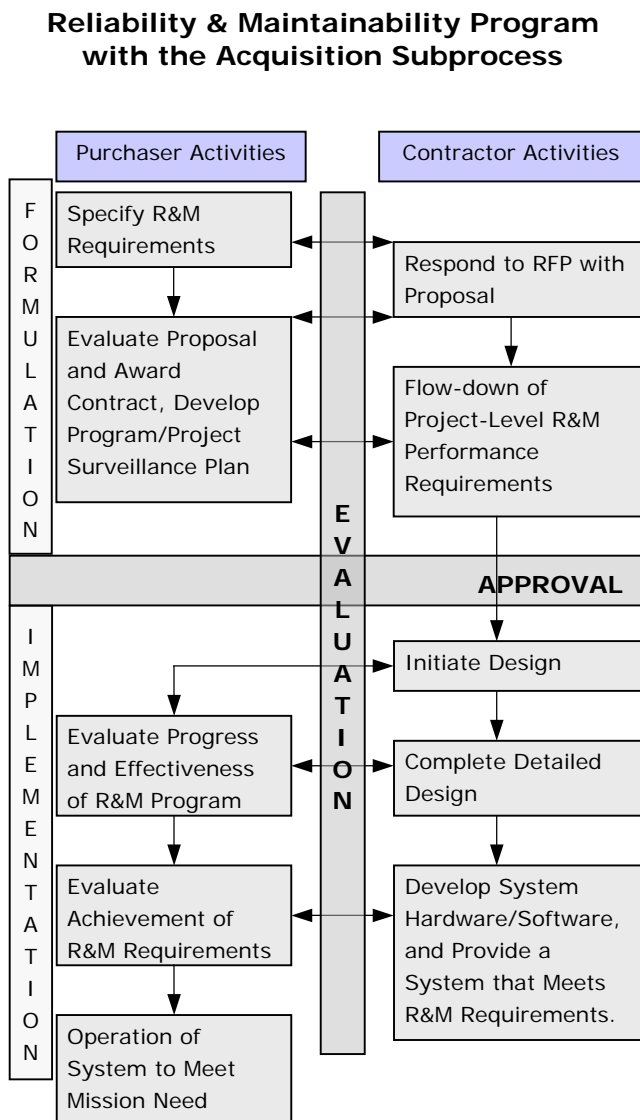 Reliability & Maintainability Program
with the Acquisition Subprocess
Purchaser Activities
Contractor Activities
FORMULATION
Specify R&M
Requirements
Respond to RFP with
Proposal
Evaluate Proposal
and Award
Contract, Develop
Program/Project
Surveillance Plan
Flow-down of
Project-Level R&M
Performance
Requirements
EVALUATION
APPROVAL
IMPLEMENTATION
Initiate Design
Evaluate Progress
and Effectiveness
of R&M Program
Complete Detailed
Design
Evaluate
Achievement of
R&M Requirements
Develop System
Hardware/Software,
and Provide a
System that Meets
R&M Requirements.
Operation of
System to Meet
Mission Need